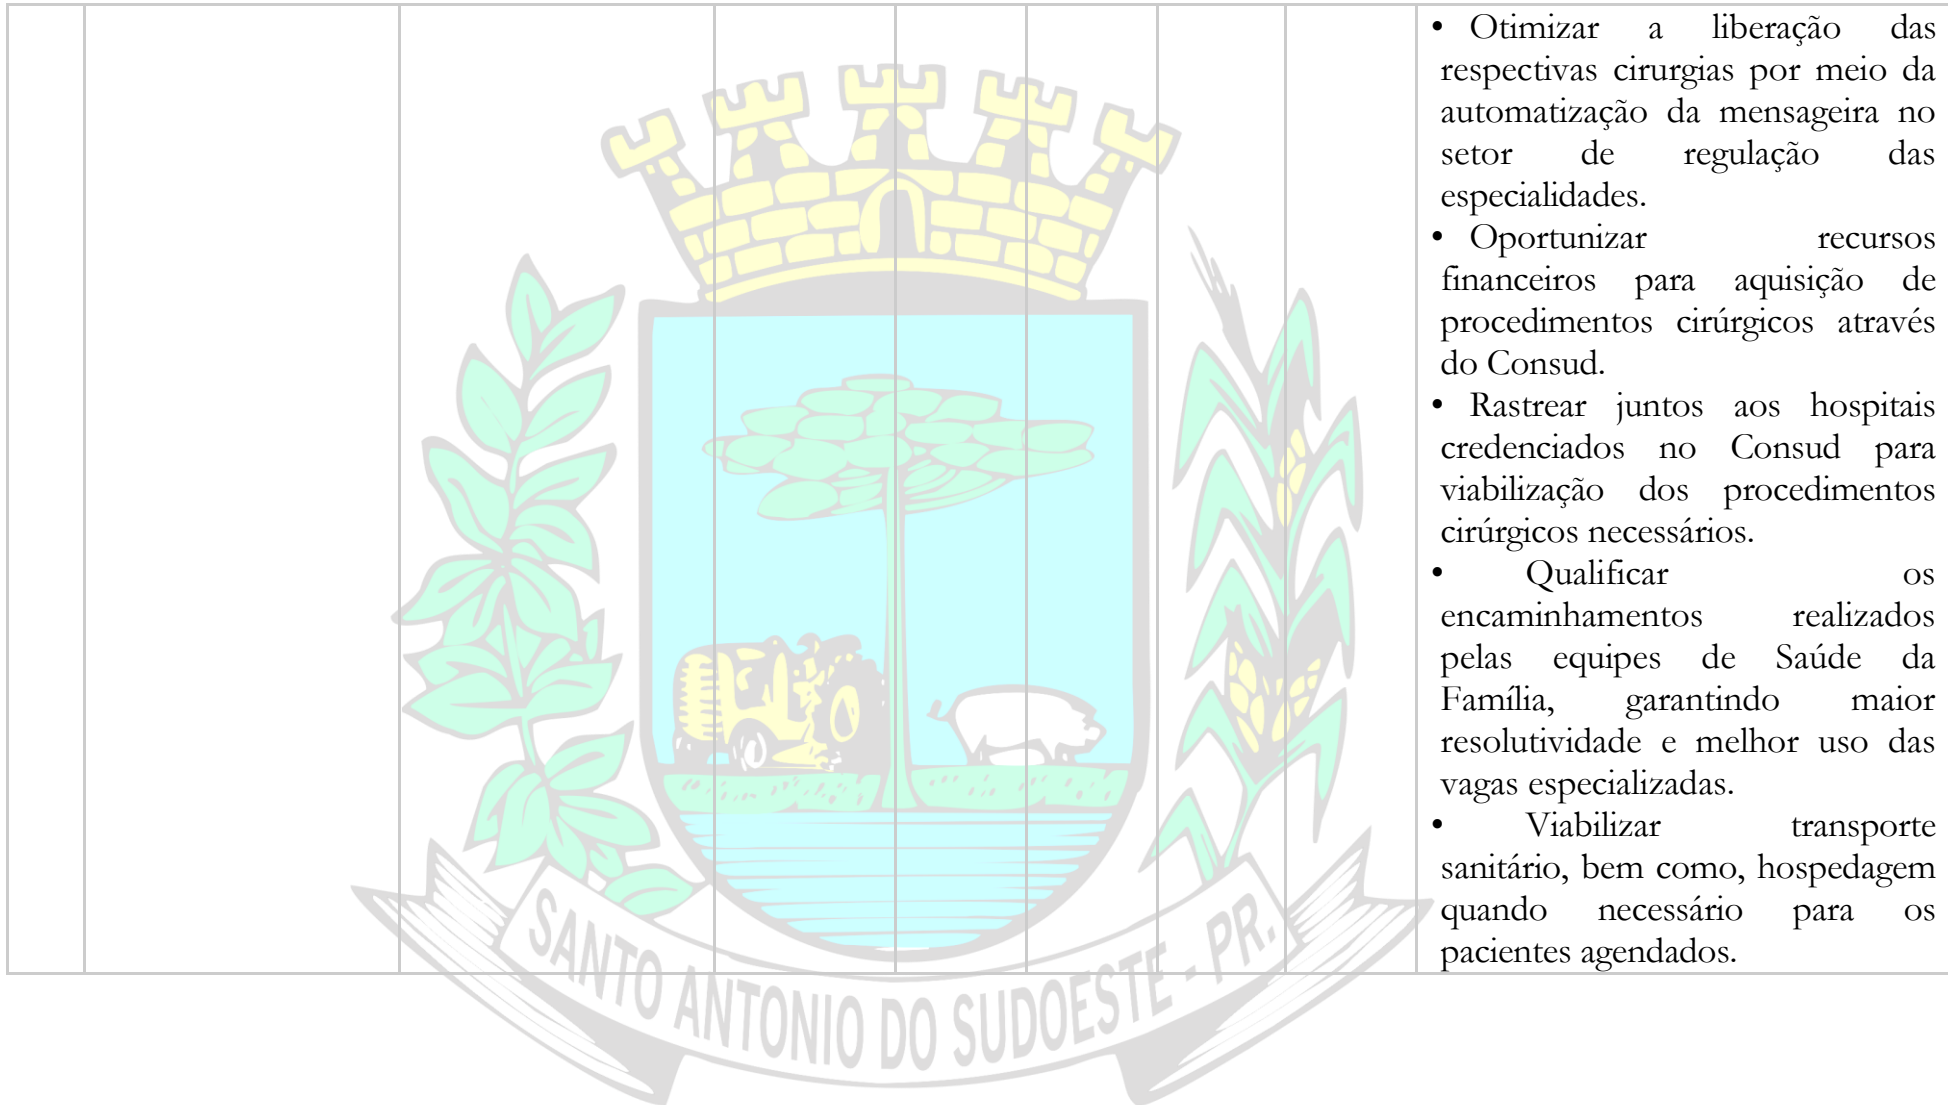 • Otimizar a liberação das
respectivas cirurgias por meio da
automatização da mensageira no
setor de regulação das
especialidades.
• Oportunizar recursos
financeiros para aquisição de
procedimentos cirúrgicos através
do Consud.
• Rastrear juntos aos hospitais
credenciados no Consud para
viabilização dos procedimentos
cirúrgicos necessários.
• Qualificar os
encaminhamentos realizados
pelas equipes de Saúde da
Família, garantindo maior
resolutividade e melhor uso das
vagas especializadas.
• Viabilizar transporte
sanitário, bem como, hospedagem
quando necessário para os
pacientes agendados.
SANTO ANTONIO DO SUDOESTE - PR.